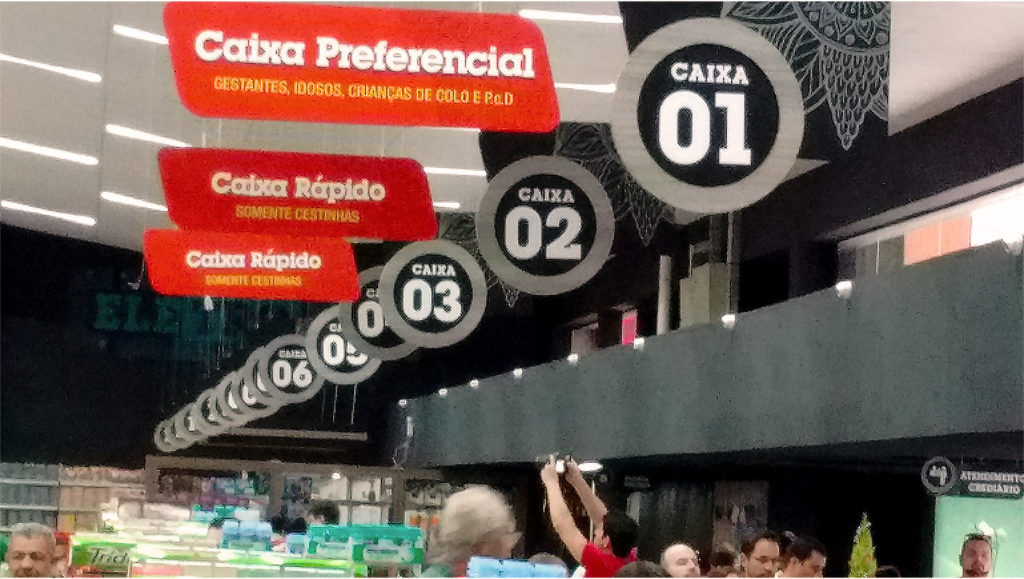 Caixa Preferencial
GESTANTES, IDOSOS, CRIANÇAS DE COLO E P.c.D
CAIXA
01
Caixa Rápido
SOMENTE CESTINHAS
CAIXA
02
Caixa Rápido
SOMENTE CESTINHAS
CAIXA
03
05
CAIXA
06
ATENDIMENTO
CREDIÁRIO